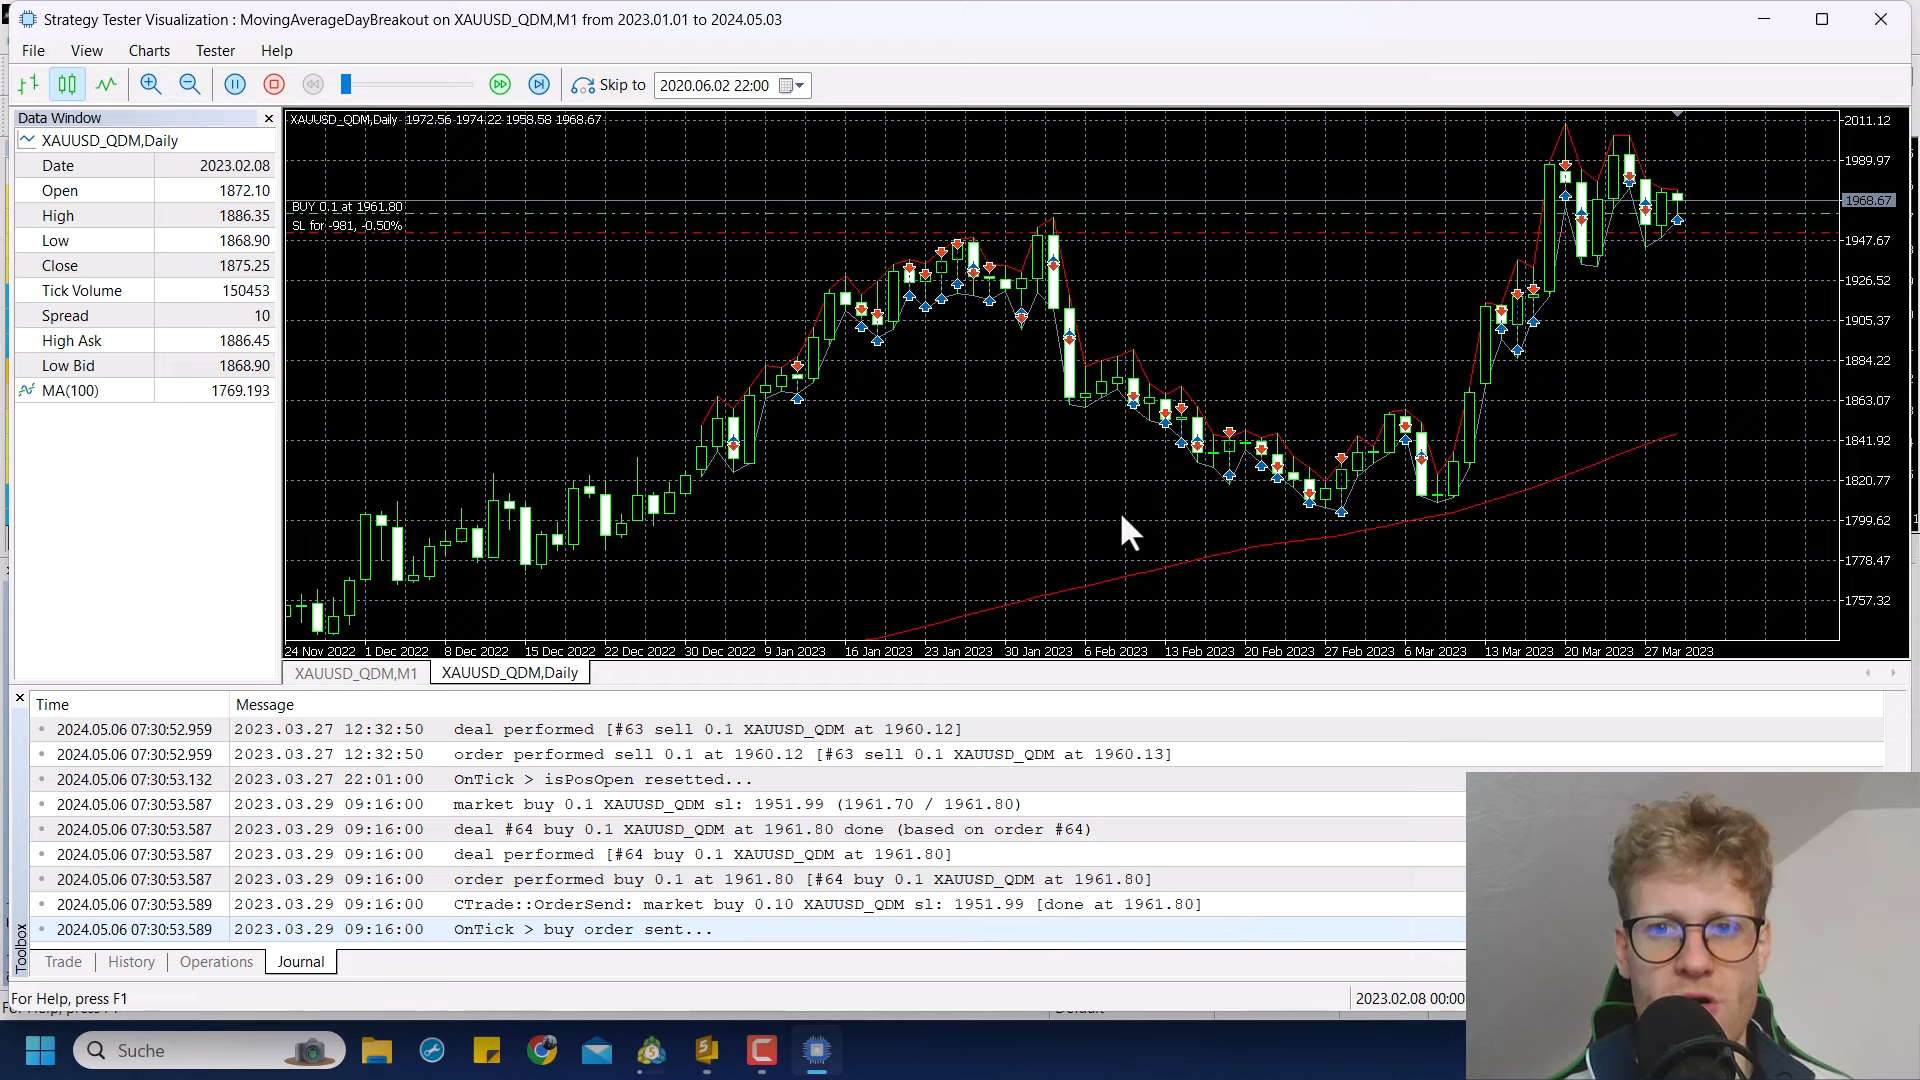 Strategy Tester Visualization : MovingAverageDayBreakout on XAUUSD_QDM,M1 from 2023.01.01 to 2024.05.03
File View Charts Tester Help
Skip to 2020.06.02 22:00
Data Window
XAUUSD_QDM,Daily
Date 2023.02.08
Open 1872.10
High 1886.35
Low 1868.90
Close 1875.25
Tick Volume 150453
Spread 10
High Ask 1886.45
Low Bid 1868.90
MA(100) 1769.193
XAUUSD_QDM,Daily 1972.56 1974.22 1958.58 1968.67
BUY 0.1 at 1961.80
SL for -981, -0.50%
2011.12
1989.97
1968.67
1947.67
1926.52
1905.37
1884.22
1863.07
1841.92
1820.77
1799.62
1778.47
1757.32
24 Nov 2022 1 Dec 2022 8 Dec 2022 15 Dec 2022 22 Dec 2022 30 Dec 2022 9 Jan 2023 16 Jan 2023 23 Jan 2023 30 Jan 2023 6 Feb 2023 13 Feb 2023 20 Feb 2023 27 Feb 2023 6 Mar 2023 13 Mar 2023 20 Mar 2023 27 Mar 2023
XAUUSD_QDM,M1 XAUUSD_QDM,Daily
Time Message
2024.05.06 07:30:52.959 2023.03.27 12:32:50 deal performed [#63 sell 0.1 XAUUSD_QDM at 1960.12]
2024.05.06 07:30:52.959 2023.03.27 12:32:50 order performed sell 0.1 at 1960.12 [#63 sell 0.1 XAUUSD_QDM at 1960.13]
2024.05.06 07:30:53.132 2023.03.27 22:01:00 OnTick > isPosOpen resetted...
2024.05.06 07:30:53.587 2023.03.29 09:16:00 market buy 0.1 XAUUSD_QDM sl: 1951.99 (1961.70 / 1961.80)
2024.05.06 07:30:53.587 2023.03.29 09:16:00 deal #64 buy 0.1 XAUUSD_QDM at 1961.80 done (based on order #64)
2024.05.06 07:30:53.587 2023.03.29 09:16:00 deal performed [#64 buy 0.1 XAUUSD_QDM at 1961.80]
2024.05.06 07:30:53.587 2023.03.29 09:16:00 order performed buy 0.1 at 1961.80 [#64 buy 0.1 XAUUSD_QDM at 1961.80]
2024.05.06 07:30:53.589 2023.03.29 09:16:00 CTrade::OrderSend: market buy 0.10 XAUUSD_QDM sl: 1951.99 [done at 1961.80]
2024.05.06 07:30:53.589 2023.03.29 09:16:00 OnTick > buy order sent...
Toolbox
Trade History Operations Journal
For Help, press F1
2023.02.08 00:00
Suche